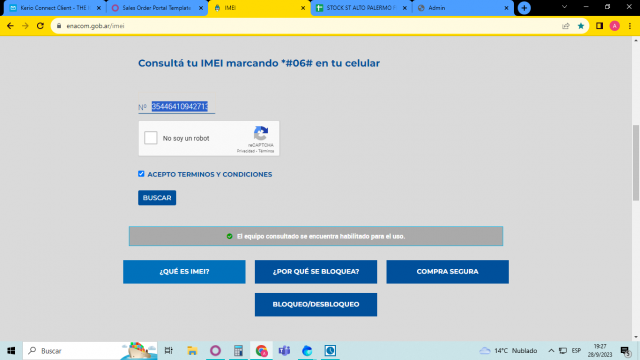 Kerio Connect Client - THE
Sales Order Portal Template
IMEI
STOCK ST ALTO PALERMO
Admin
enacom.gob.ar/imei
Consultá tu IMEI marcando *#06# en tu celular
Nº 35446410942713
No soy un robot
reCAPTCHA
Privacidad - Términos
ACEPTO TERMINOS Y CONDICIONES
BUSCAR
El equipo consultado se encuentra habilitado para el uso.
¿QUÉ ES IMEI?
¿POR QUÉ SE BLOQUEA?
COMPRA SEGURA
BLOQUEO/DESBLOQUEO
Buscar
14°C Nublado
ESP
19:27
28/9/2023